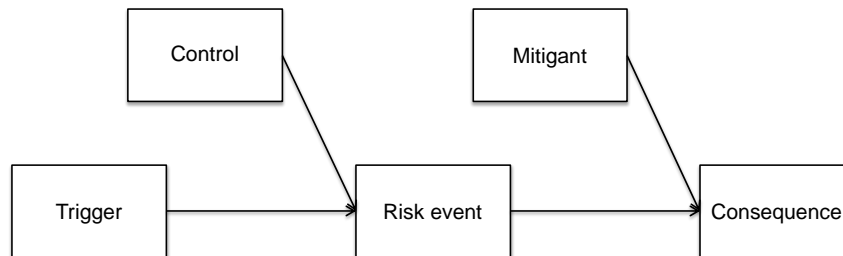 Control
Mitigant
Trigger
Risk event
Consequence